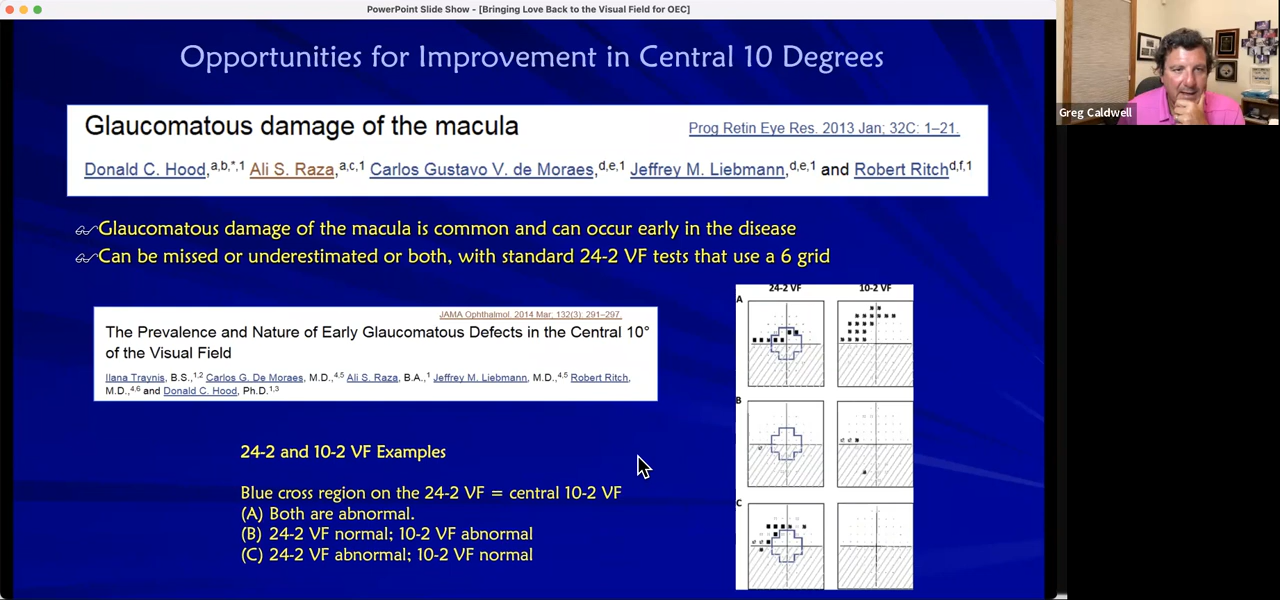 PowerPoint Slide Show - [Bringing Love Back to the Visual Field for OEC]
Opportunities for Improvement in Central 10 Degrees
Glaucomatous damage of the macula
Prog Retin Eye Res. 2013 Jan; 32C: 1–21.
Donald C. Hood,a,b,*,1 Ali S. Raza,a,c,1 Carlos Gustavo V. de Moraes,d,e,1 Jeffrey M. Liebmann,d,e,1 and Robert Ritchd,f,1
Glaucomatous damage of the macula is common and can occur early in the disease
Can be missed or underestimated or both, with standard 24-2 VF tests that use a 6 grid
JAMA Ophthalmol. 2014 Mar; 132(3): 291–297.
The Prevalence and Nature of Early Glaucomatous Defects in the Central 10°
of the Visual Field
Ilana Traynis, B.S.,1,2 Carlos G. De Moraes, M.D.,4,5 Ali S. Raza, B.A.,1 Jeffrey M. Liebmann, M.D.,4,5 Robert Ritch,
M.D.,4,6 and Donald C. Hood, Ph.D.1,3
24-2 VF 10-2 VF
A
B
C
24-2 and 10-2 VF Examples
Blue cross region on the 24-2 VF = central 10-2 VF
(A) Both are abnormal.
(B) 24-2 VF normal; 10-2 VF abnormal
(C) 24-2 VF abnormal; 10-2 VF normal
Greg Caldwell